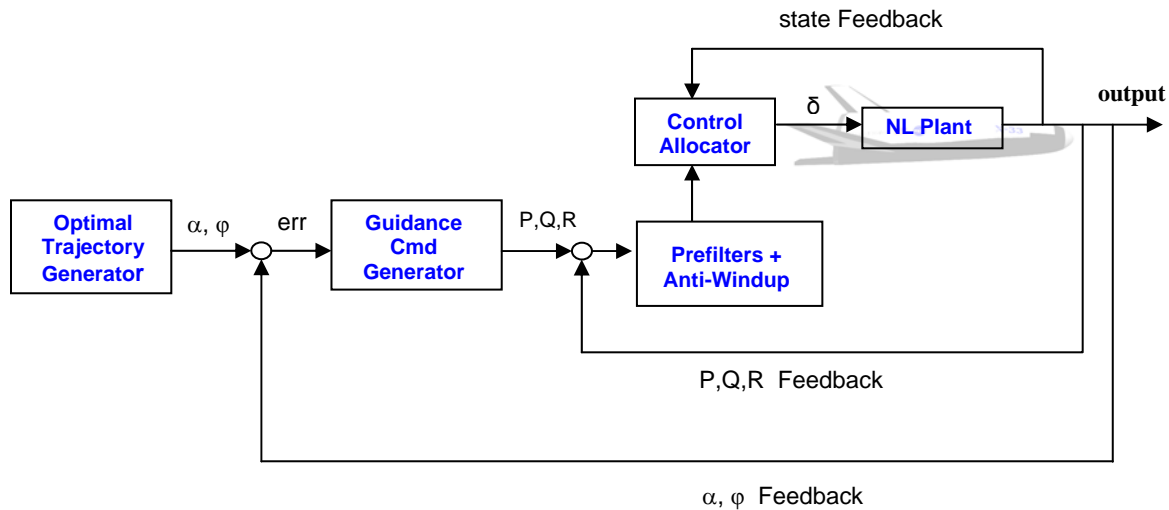 state Feedback
output
δ
Control
Allocator
NL Plant
Optimal
Trajectory
Generator
α, φ
err
Guidance
Cmd
Generator
P,Q,R
Prefilters +
Anti-Windup
P,Q,R Feedback
α, φ Feedback